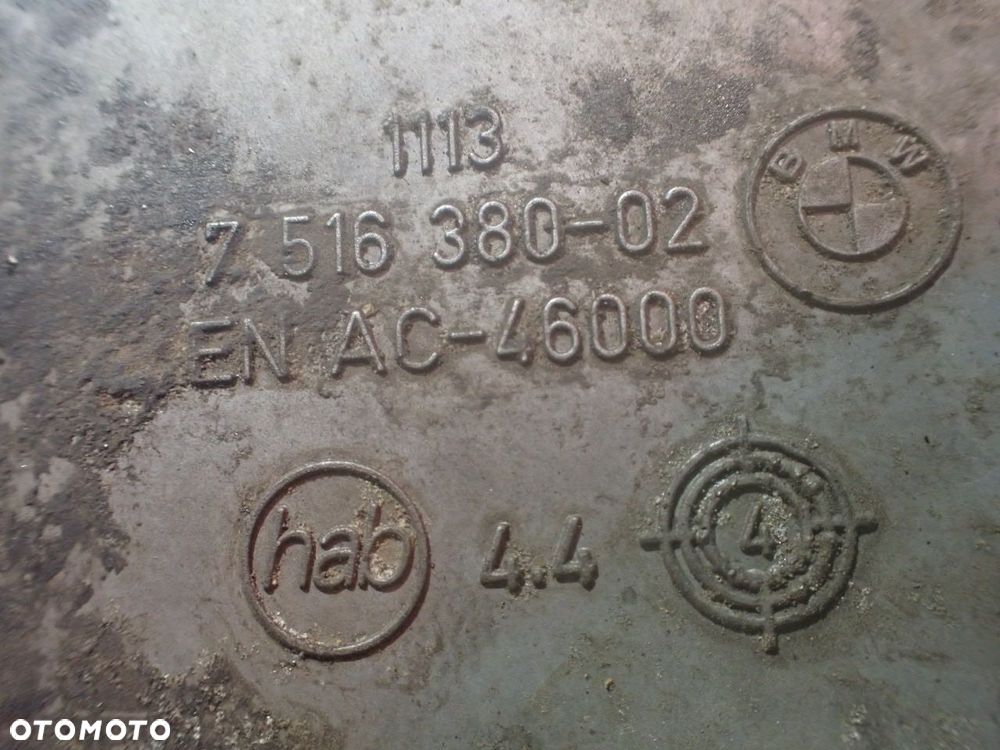 1113
7 516 380-02
BMW
EN AC-46000
hab
4.4
4
OTOMOTO